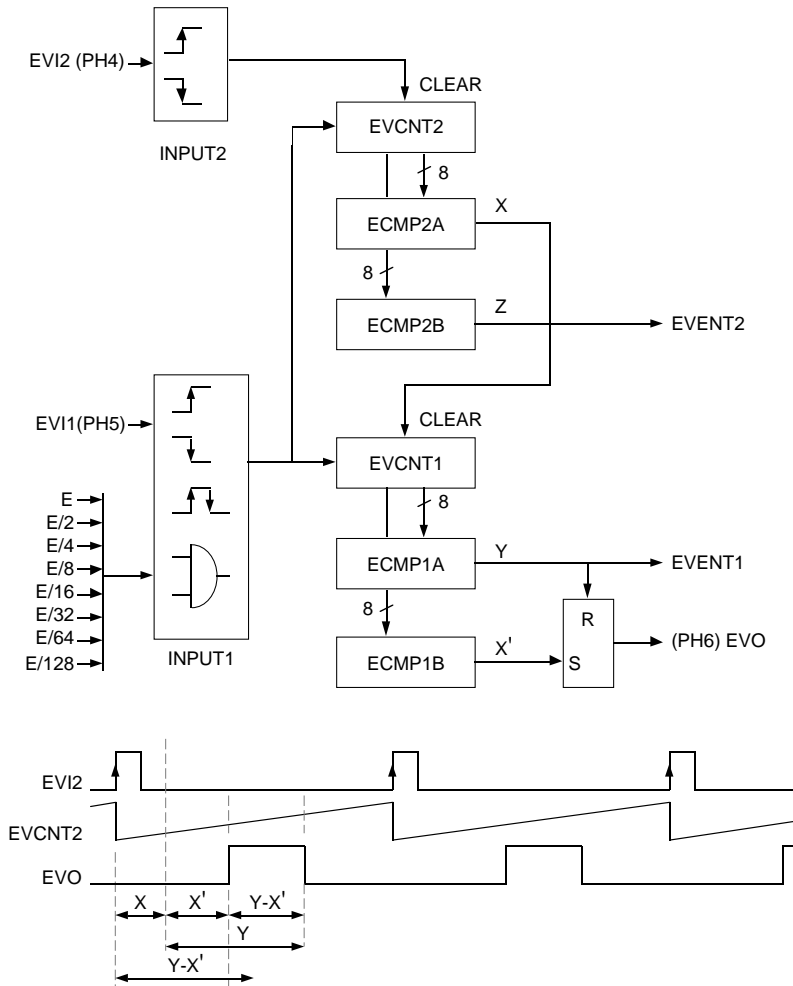 EVI2 (PH4)
INPUT2
CLEAR
EVCNT2
8
ECMP2A
X
8
ECMP2B
Z
EVENT2
EVI1(PH5)
CLEAR
EVCNT1
8
E
E/2
E/4
E/8
E/16
E/32
E/64
E/128
INPUT1
ECMP1A
Y
EVENT1
8
R
S
(PH6) EVO
ECMP1B
X'
EVI2
EVCNT2
EVO
X
X'
Y-X'
Y
Y-X'